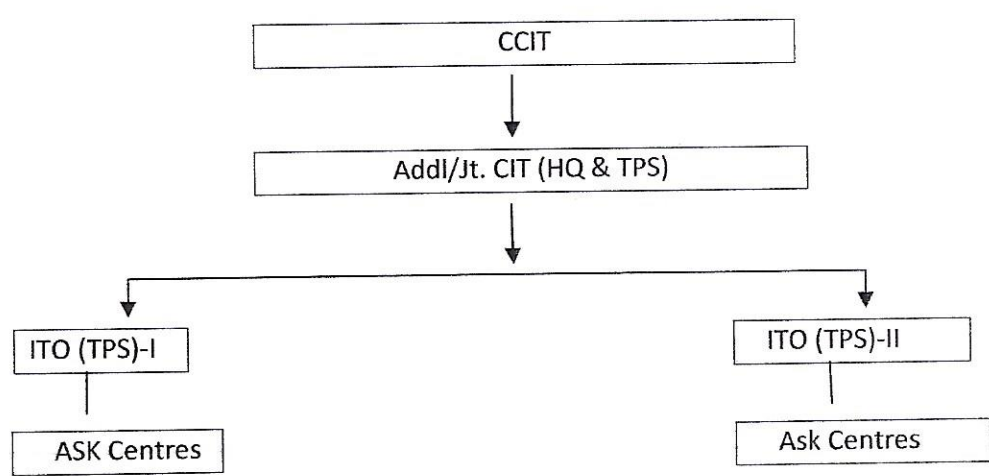 CCIT
Addl/Jt. CIT (HQ & TPS)
ITO (TPS)-I
ITO (TPS)-II
ASK Centres
Ask Centres